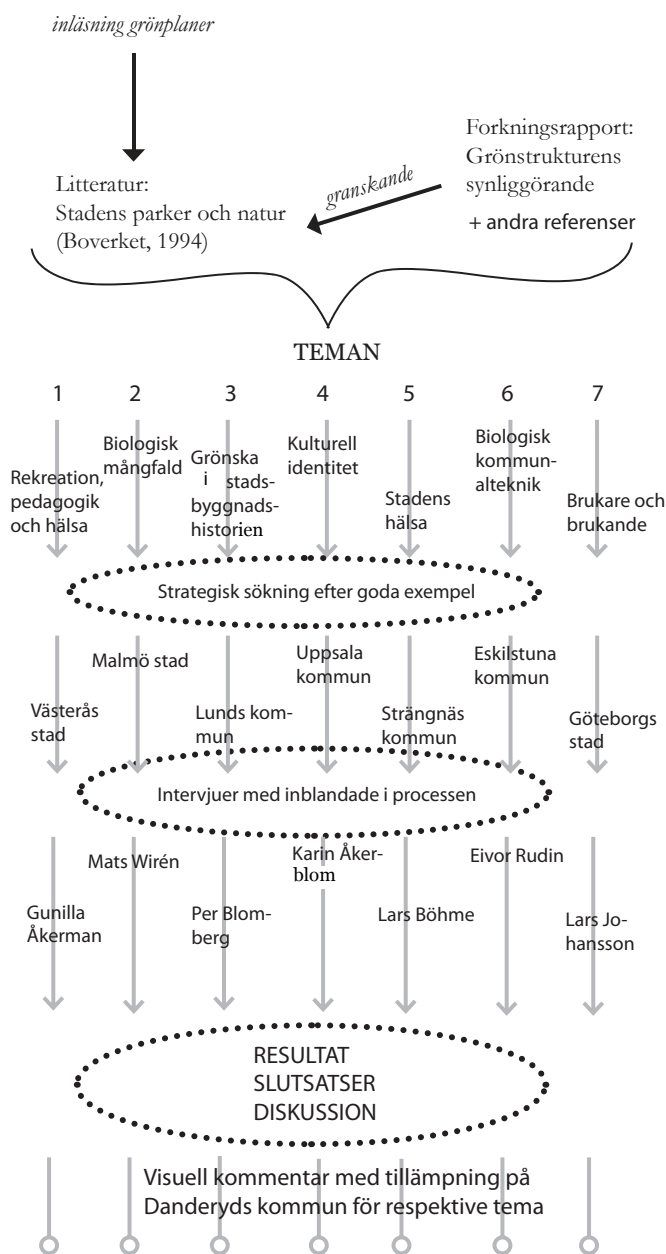 inläsning grönplaner
Forkningsrapport:
Grönstrukturens
synliggörande
+ andra referenser
granskande
Litteratur:
Stadens parker och natur
(Boverket, 1994)
TEMAN
1 2 3 4 5 6 7
Rekreation,
pedagogik
och hälsa
Biologisk
mångfald
Grönska
i stads-
byggnads-
historien
Kulturell
identitet
Stadens
hälsa
Biologisk
kommun-
alteknik
Brukare och
brukande
Strategisk sökning efter goda exempel
Västerås
stad
Malmö stad
Lunds kom-
mun
Uppsala
kommun
Strängnäs
kommun
Eskilstuna
kommun
Göteborgs
stad
Intervjuer med inblandade i processen
Gunilla
Åkerman
Mats Wirén
Per Blom-
berg
Karin Åker-
blom
Lars Böhme
Eivor Rudin
Lars Jo-
hansson
RESULTAT
SLUTSATSER
DISKUSSION
Visuell kommentar med tillämpning på
Danderyds kommun för respektive tema